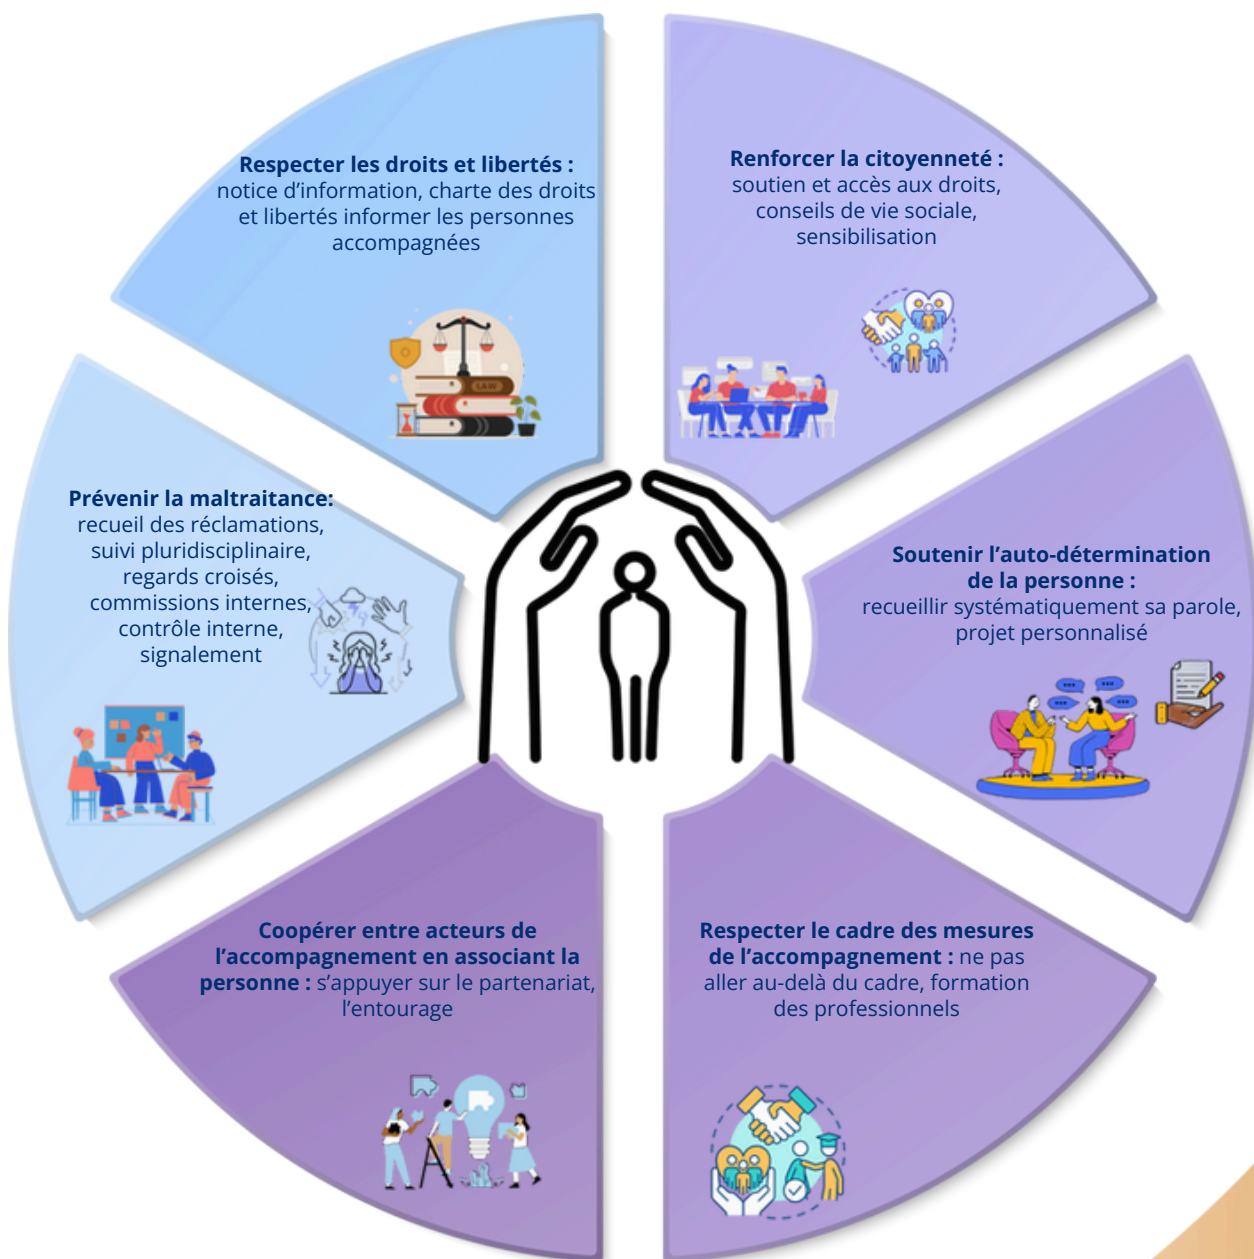 Respecter les droits et libertés :
notice d’information, charte des droits
et libertés informer les personnes
accompagnées
LAW
Renforcer la citoyenneté :
soutien et accès aux droits,
conseils de vie sociale,
sensibilisation
Prévenir la maltraitance:
recueil des réclamations,
suivi pluridisciplinaire,
regards croisés,
commissions internes,
contrôle interne,
signalement
Soutenir l’auto-détermination
de la personne :
recueillir systématiquement sa parole,
projet personnalisé
Coopérer entre acteurs de
l’accompagnement en associant la
personne : s’appuyer sur le partenariat,
l’entourage
Respecter le cadre des mesures
de l’accompagnement : ne pas
aller au-delà du cadre, formation
des professionnels